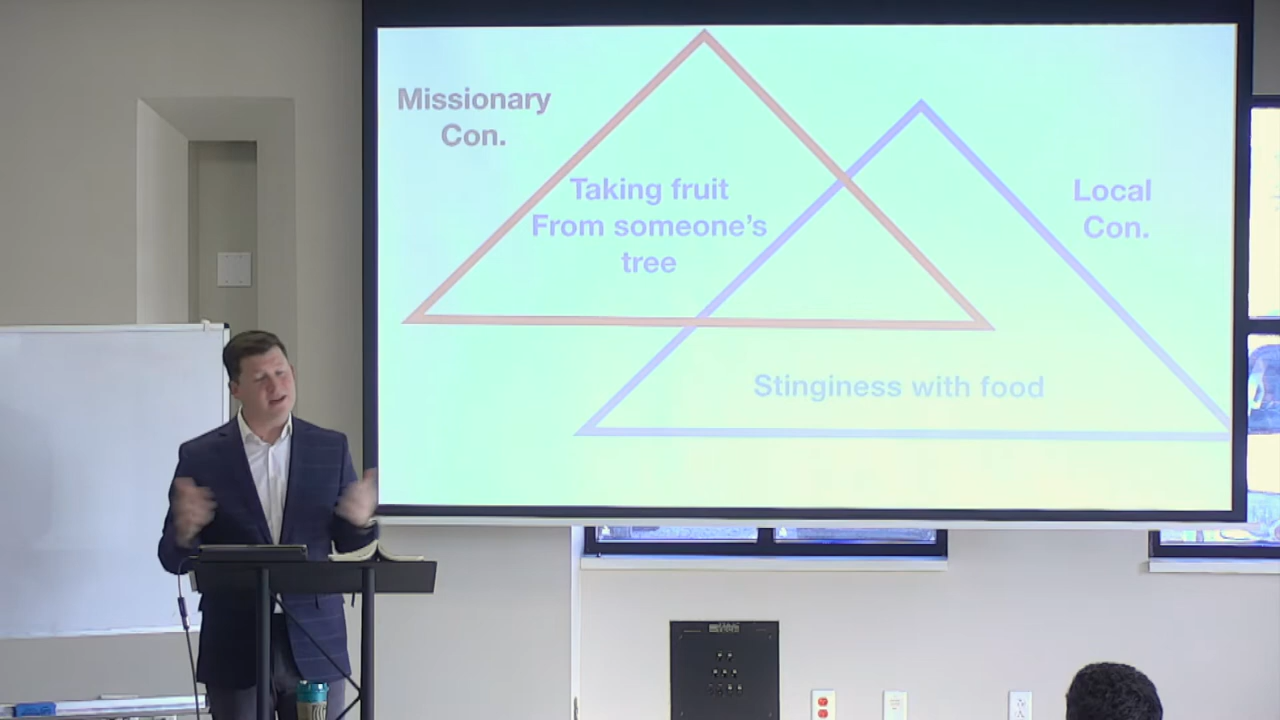 Missionary
Con.
Taking fruit
From someone's
tree
Local
Con.
Stinginess with food